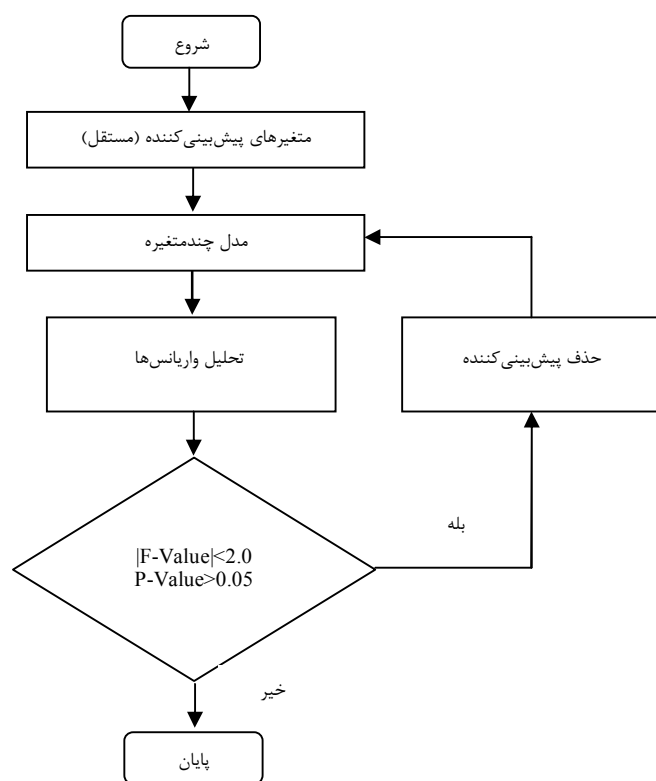 شروع
متغیرهای پیش‌بینی‌کننده (مستقل)
مدل چندمتغیره
تحلیل واریانس‌ها
حذف پیش‌بینی‌کننده
بله
|F-Value|<2.0
P-Value>0.05
خیر
پایان